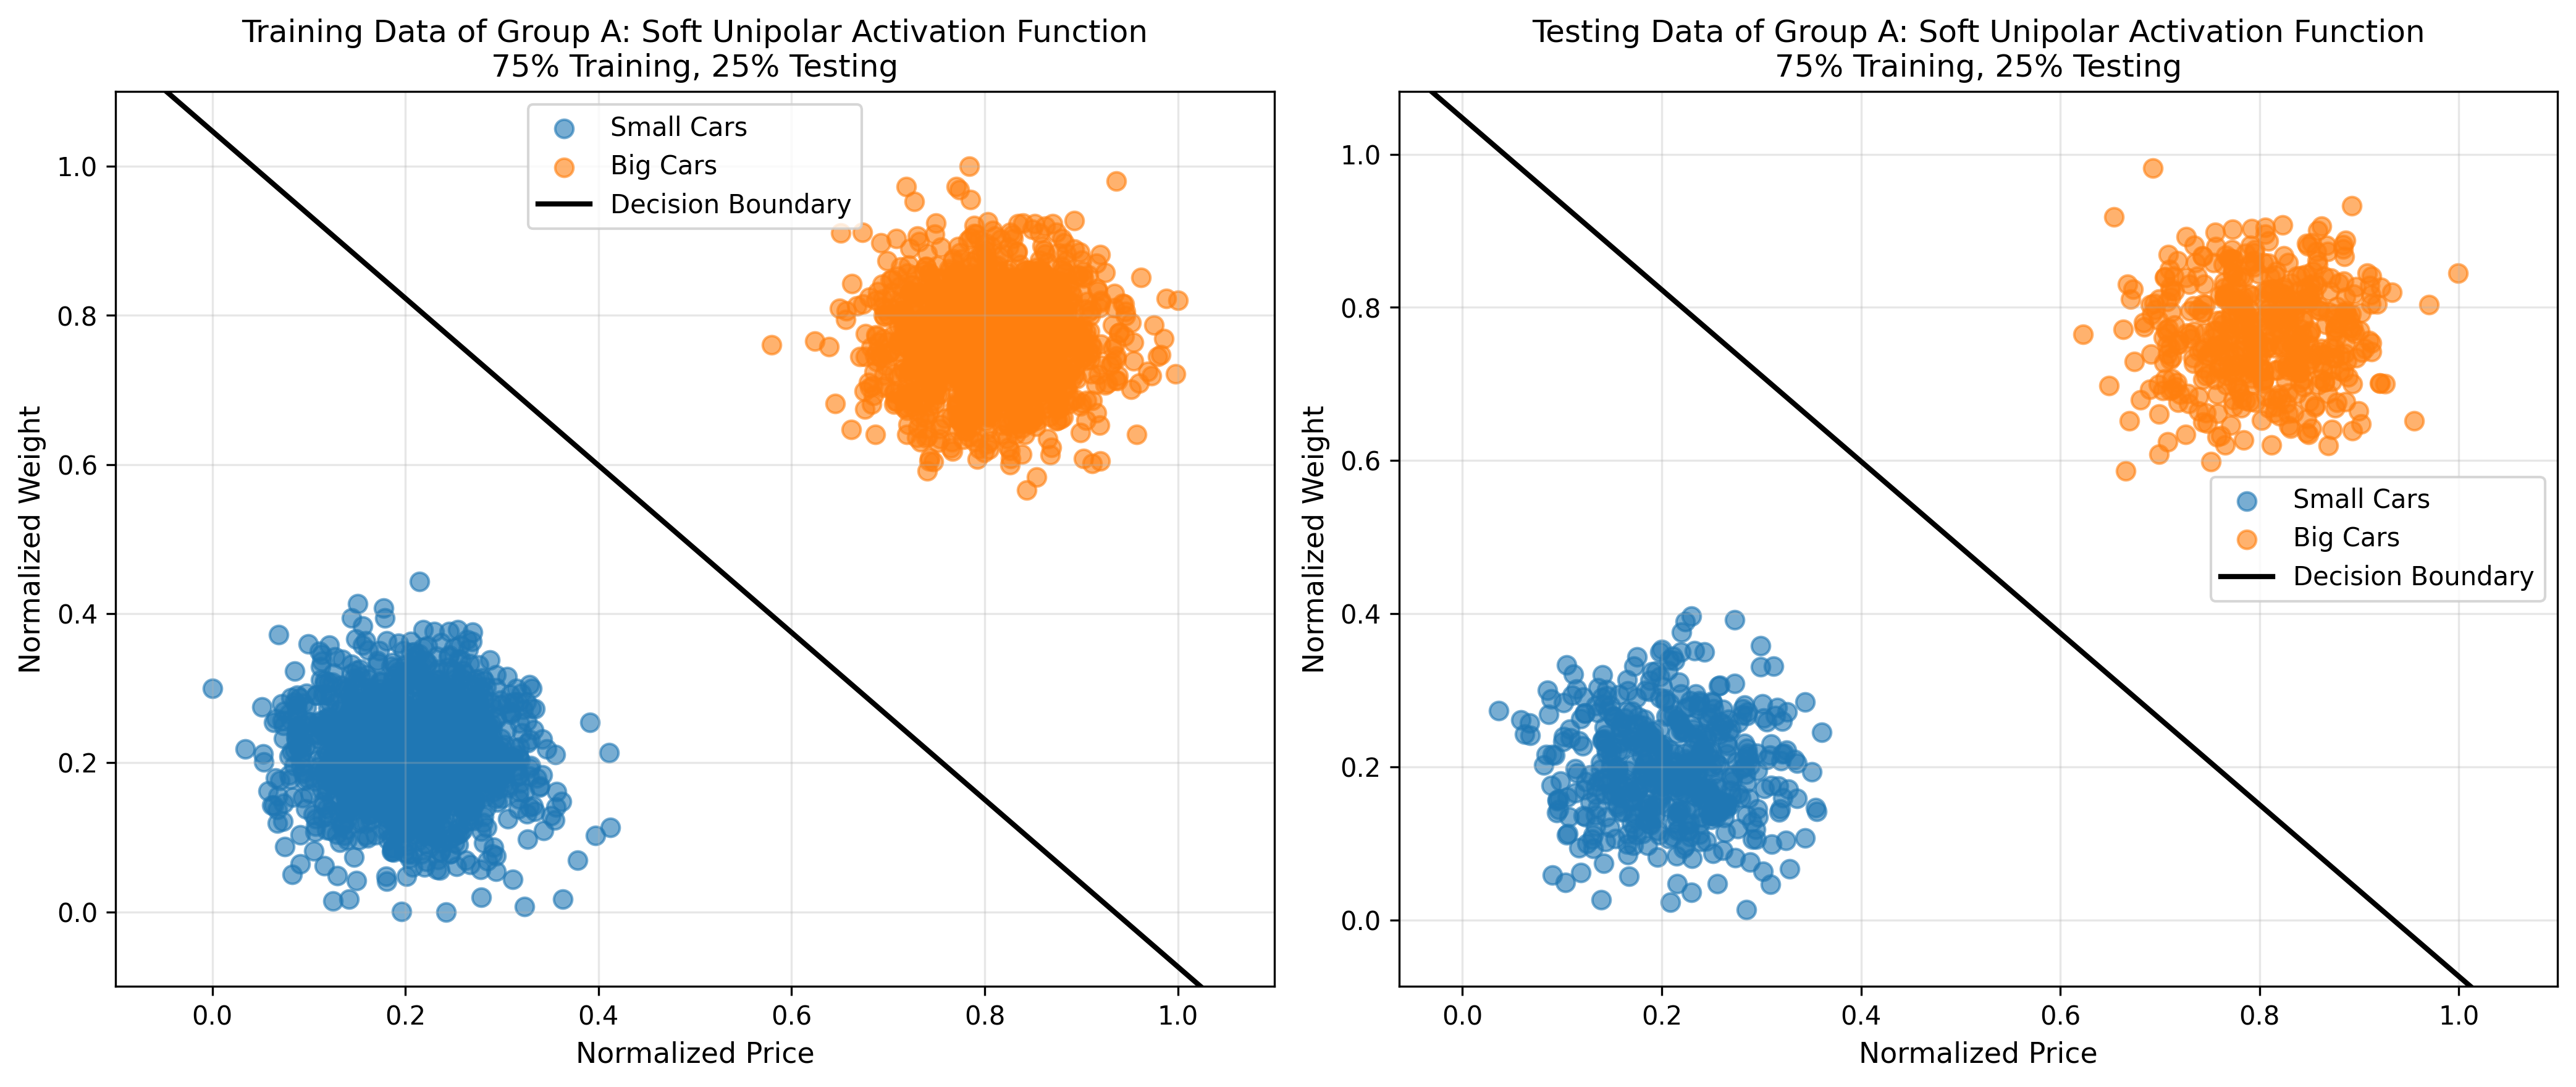 Training Data of Group A: Soft Unipolar Activation Function
75% Training, 25% Testing
Small Cars
Big Cars
Decision Boundary
Normalized Weight
1.0
0.8
0.6
0.4
0.2
0.0
0.0 0.2 0.4 0.6 0.8 1.0
Normalized Price
Testing Data of Group A: Soft Unipolar Activation Function
75% Training, 25% Testing
Normalized Weight
1.0
0.8
0.6
0.4
0.2
0.0
Small Cars
Big Cars
Decision Boundary
0.0 0.2 0.4 0.6 0.8 1.0
Normalized Price